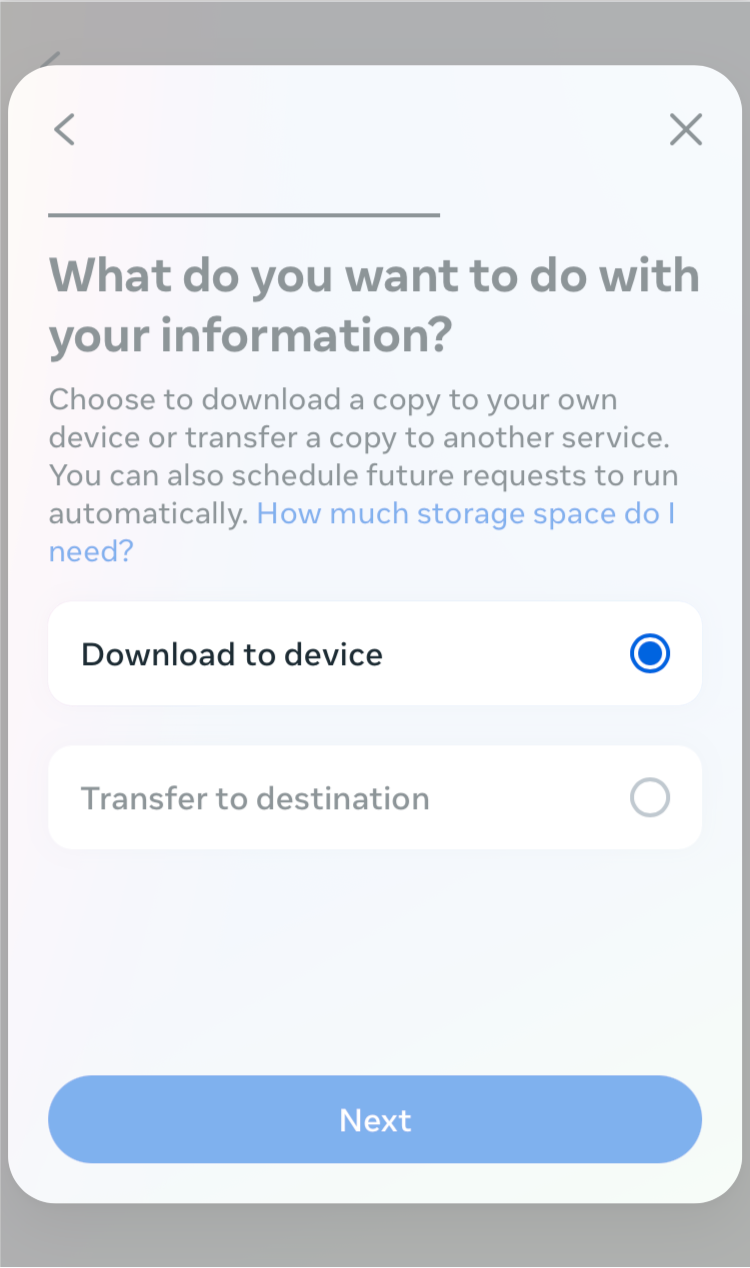 What do you want to do with
your information?
Choose to download a copy to your own
device or transfer a copy to another service.
You can also schedule future requests to run
automatically. How much storage space do I
need?
Download to device
Transfer to destination
Next